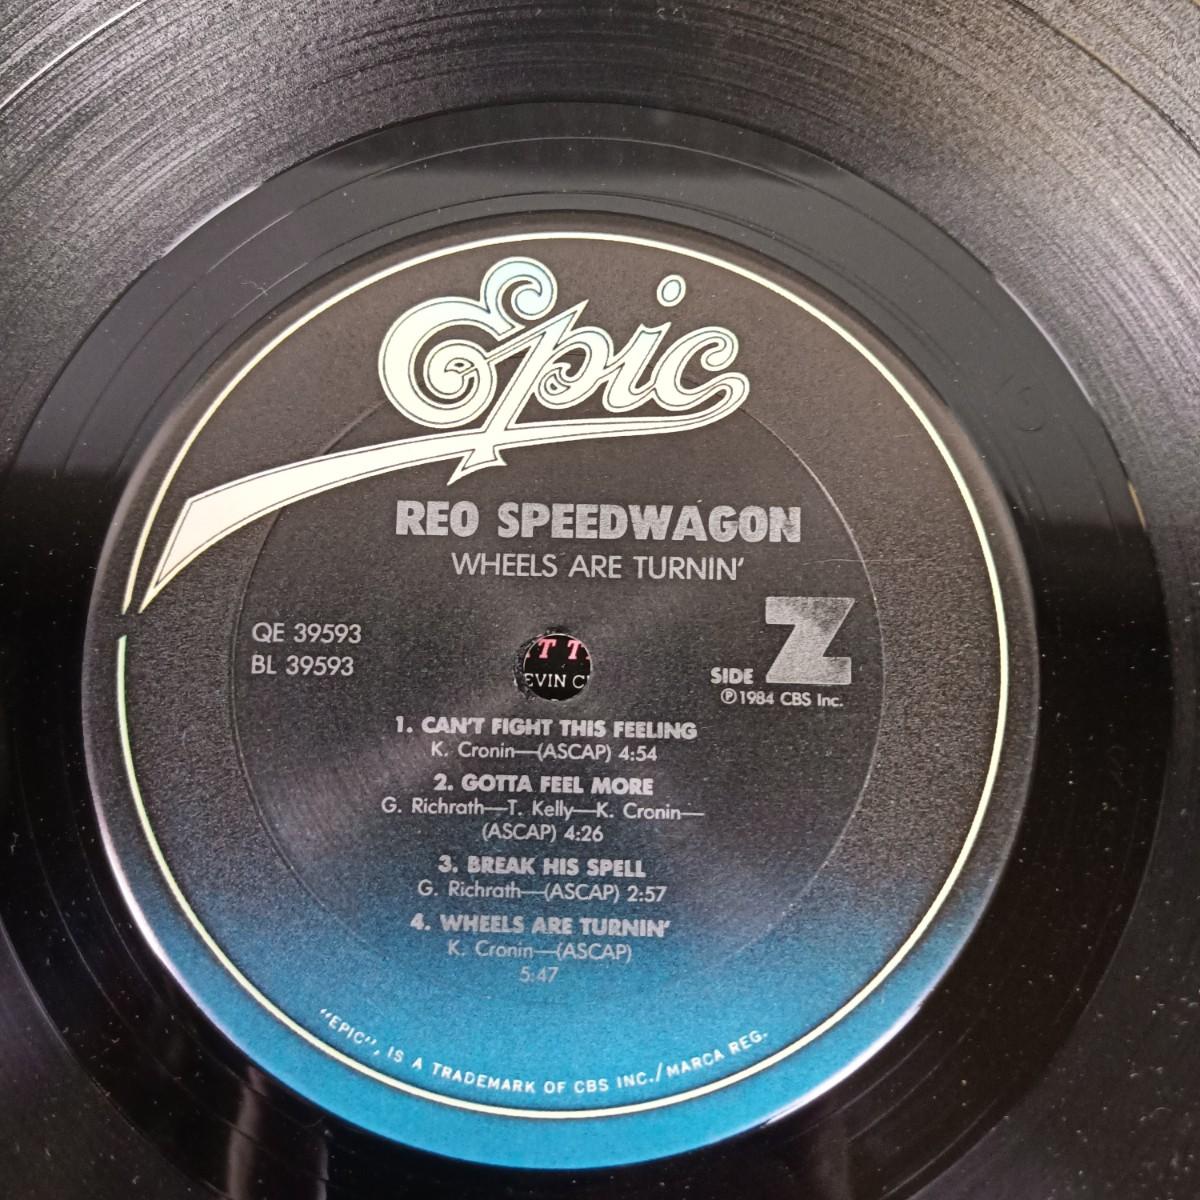 Epic
REO SPEEDWAGON
WHEELS ARE TURNIN'
QE 39593
BL 39593
SIDE Z
Ⓟ1984 CBS Inc.
T T
EVIN C
1. CAN'T FIGHT THIS FEELING
K. Cronin—(ASCAP) 4:54
2. GOTTA FEEL MORE
G. Richrath—T. Kelly—K. Cronin—
(ASCAP) 4:26
3. BREAK HIS SPELL
G. Richrath—(ASCAP) 2:57
4. WHEELS ARE TURNIN'
K. Cronin—(ASCAP)
5:47
“EPIC”, IS A TRADEMARK OF CBS INC./MARCA REG.